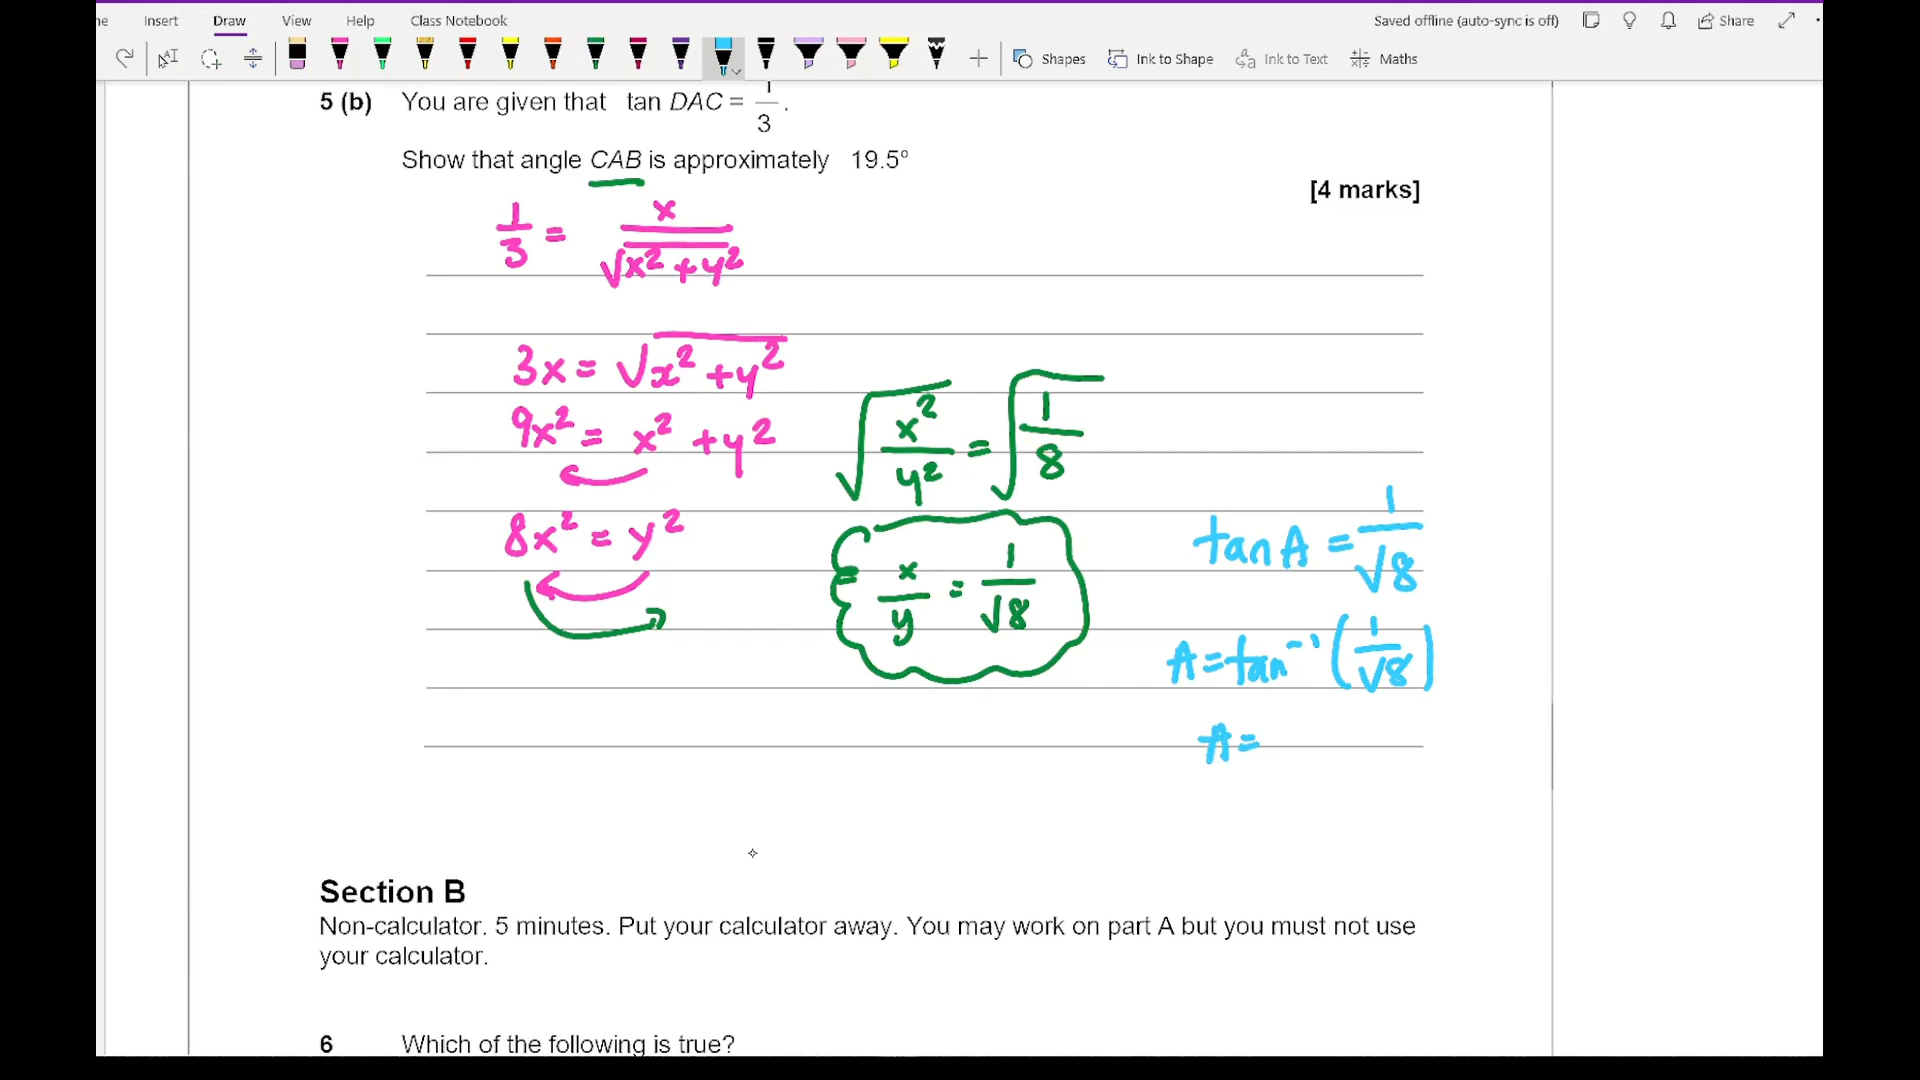 Insert Draw View Help Class Notebook Saved offline (auto-sync is off) Share
Shapes Ink to Shape Ink to Text Maths
5 (b) You are given that tan DAC = 1/3.
Show that angle CAB is approximately 19.5°
[4 marks]
1/3 = x/√(x²+y²)
3x = √(x²+y²)
9x² = x² + y²
8x² = y²
√(x²/y²) = √(1/8)
= x/y = 1/√8
tan A = 1/√8
A = tan⁻¹(1/√8)
A =
Section B
Non-calculator. 5 minutes. Put your calculator away. You may work on part A but you must not use
your calculator.
6 Which of the following is true?